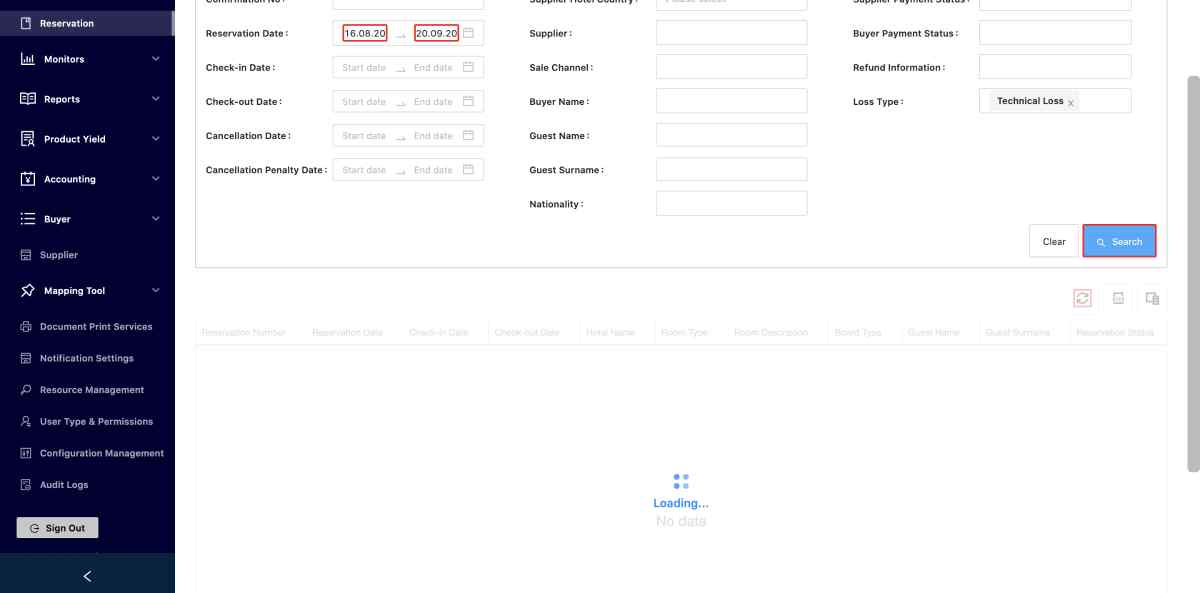 Reservation
Monitors
Reports
Product Yield
Accounting
Buyer
Supplier
Mapping Tool
Document Print Services
Notification Settings
Resource Management
User Type & Permissions
Configuration Management
Audit Logs
Sign Out
Reservation Date :
16.08.20
20.09.20
Check-in Date :
Start date
End date
Check-out Date :
Start date
End date
Cancellation Date :
Start date
End date
Cancellation Penalty Date :
Start date
End date
Supplier Hotel Country :
Supplier :
Sale Channel :
Buyer Name :
Guest Name :
Guest Surname :
Nationality :
Supplier Payment Status :
Buyer Payment Status :
Refund Information :
Loss Type :
Technical Loss
Clear
Search
Reservation Number
Reservation Date
Check-in Date
Check-out Date
Hotel Name
Room Type
Room Description
Board Type
Guest Name
Guest Surname
Reservation Status
Loading...
No data